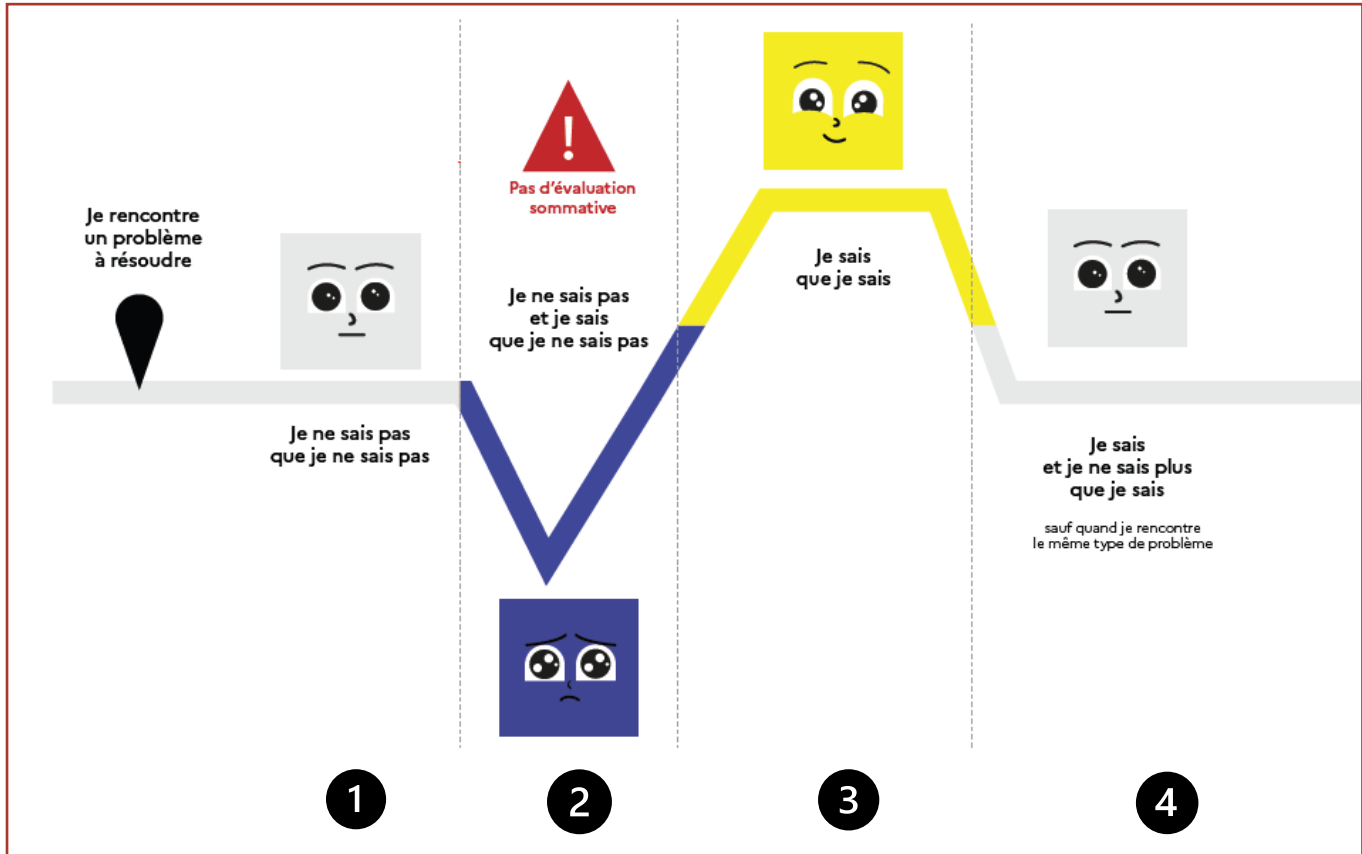 Je rencontre
un problème
à résoudre
Je ne sais pas
que je ne sais pas
!
Pas d'évaluation
sommative
Je ne sais pas
et je sais
que je ne sais pas
Je sais
que je sais
Je sais
et je ne sais plus
que je sais
sauf quand je rencontre
le même type de problème
1
2
3
4